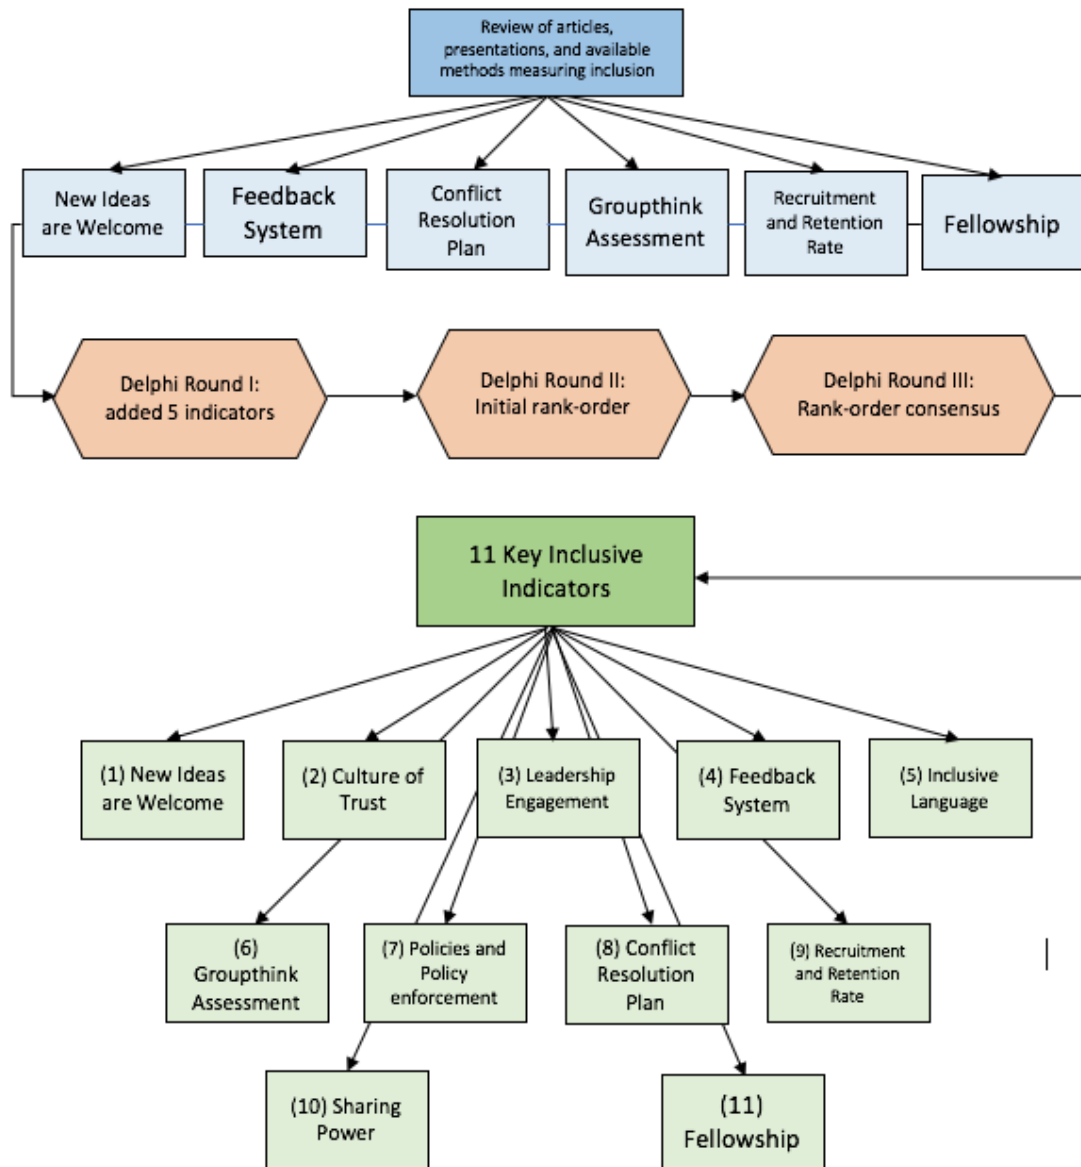 Review of articles,
presentations, and available
methods measuring inclusion
New Ideas
are Welcome
Feedback
System
Conflict
Resolution
Plan
Groupthink
Assessment
Recruitment
and Retention
Rate
Fellowship
Delphi Round I:
added 5 indicators
Delphi Round II:
Initial rank-order
Delphi Round III:
Rank-order consensus
11 Key Inclusive
Indicators
(1) New Ideas
are Welcome
(2) Culture of
Trust
(3) Leadership
Engagement
(4) Feedback
System
(5) Inclusive
Language
(6)
Groupthink
Assessment
(7) Policies and
Policy
enforcement
(8) Conflict
Resolution
Plan
(9) Recruitment
and Retention
Rate
(10) Sharing
Power
(11)
Fellowship